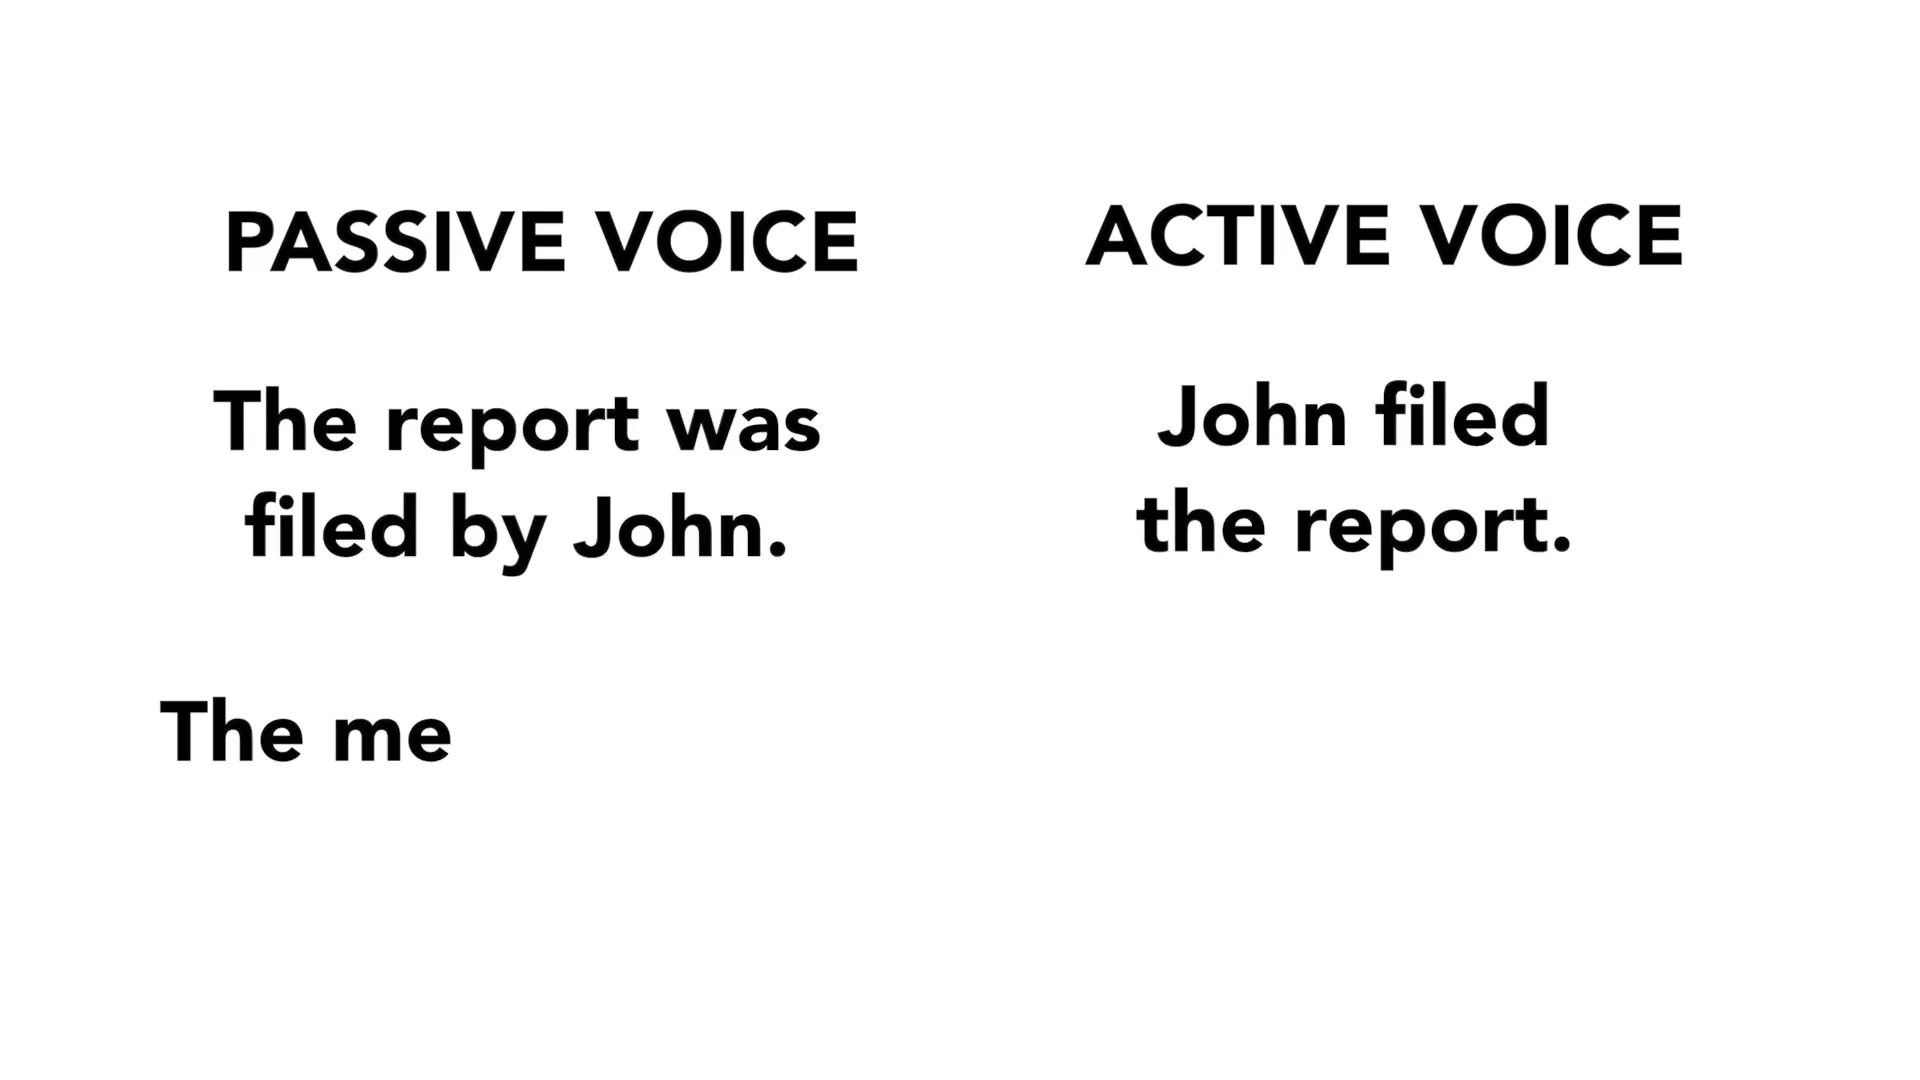 PASSIVE VOICE
The report was
filed by John.
The me
ACTIVE VOICE
John filed
the report.